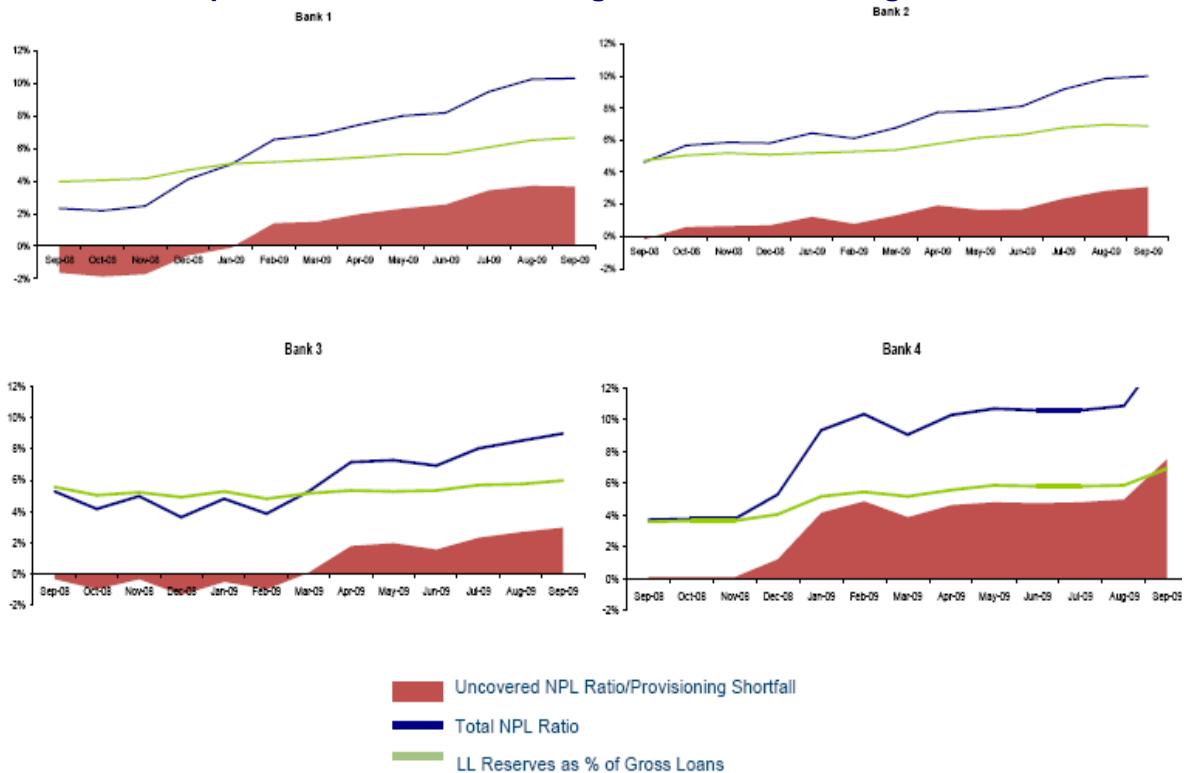 Bank 1
12%
10%
8%
6%
4%
2%
0%
-2%
Sep-08 Oct-08 Nov-08 Dec-08 Jan-09 Feb-09 Mar-09 Apr-09 May-09 Jun-09 Jul-09 Aug-09 Sep-09
Bank 2
12%
10%
8%
6%
4%
2%
0%
-2%
Sep-08 Oct-08 Nov-08 Dec-08 Jan-09 Feb-09 Mar-09 Apr-09 May-09 Jun-09 Jul-09 Aug-09 Sep-09
Bank 3
12%
10%
8%
6%
4%
2%
0%
-2%
Sep-08 Oct-08 Nov-08 Dec-08 Jan-09 Feb-09 Mar-09 Apr-09 May-09 Jun-09 Jul-09 Aug-09 Sep-09
Bank 4
12%
10%
8%
6%
4%
2%
0%
-2%
Sep-08 Oct-08 Nov-08 Dec-08 Jan-09 Feb-09 Mar-09 Apr-09 May-09 Jun-09 Jul-09 Aug-09 Sep-09
Uncovered NPL Ratio/Provisioning Shortfall
Total NPL Ratio
LL Reserves as % of Gross Loans